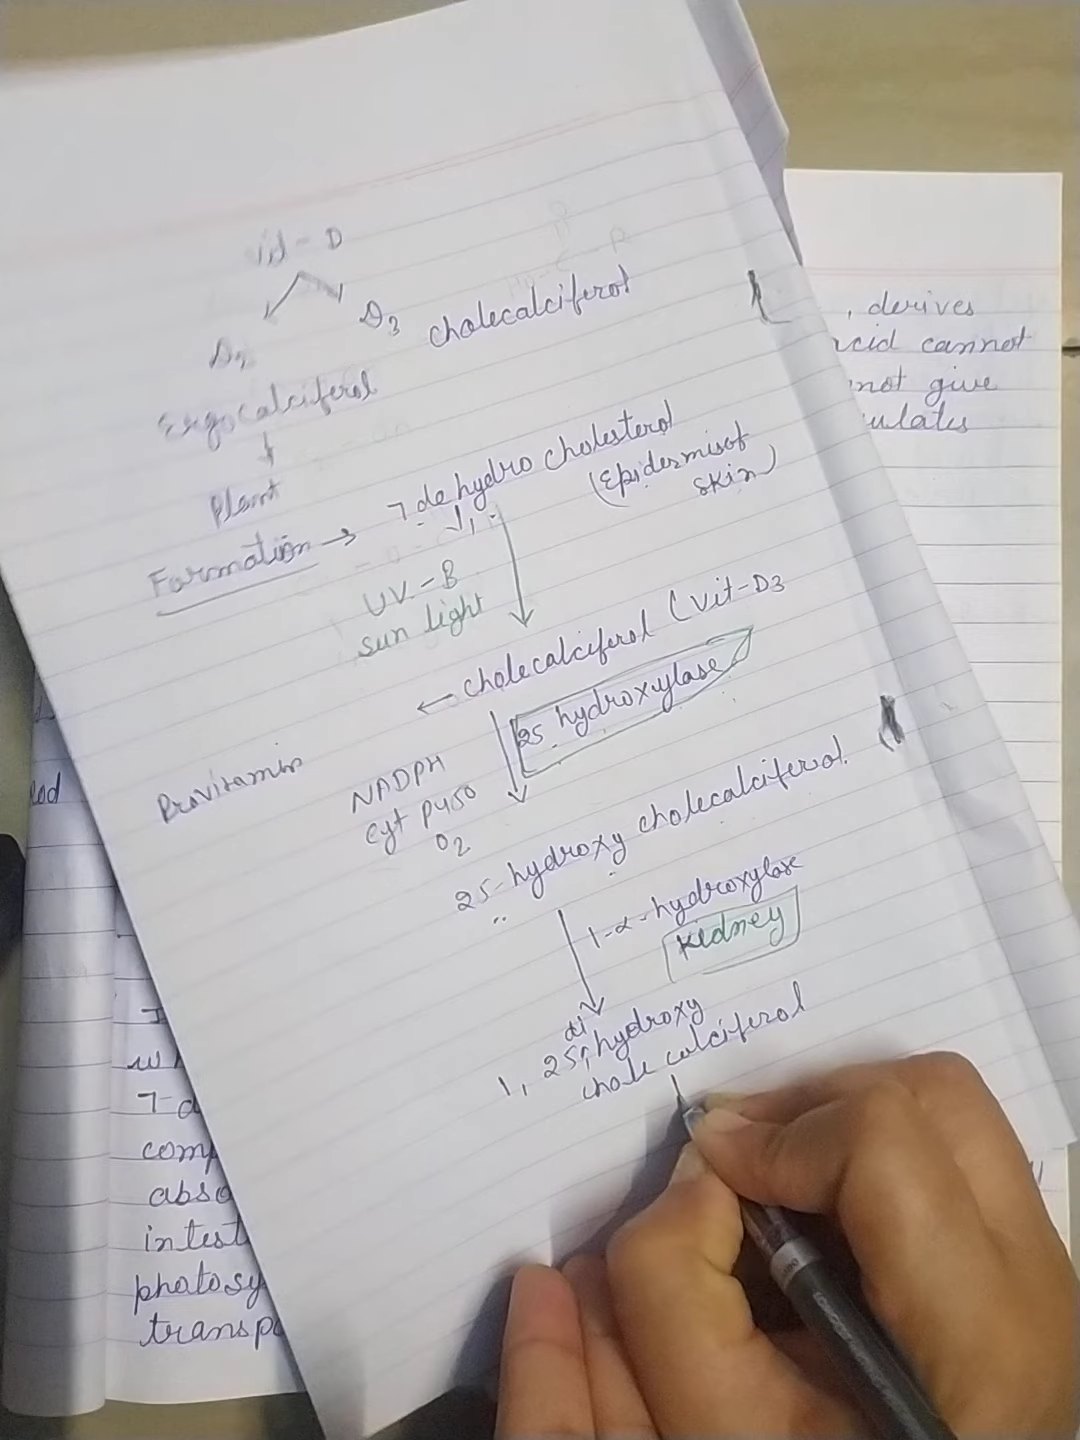 Vit - D
D2
D3 cholecalciferol
Ergocalciferol
Plant
Formation → 7 dehydro cholesterol
(Epidermis of
skin)
UV-B
sun light
← cholecalciferol (Vit-D3
25 hydroxylase
Provitamin
NADPH
cyt P450
O2
25-hydroxy cholecalciferol.
1-α-hydroxylase
Kidney
di
1, 25, hydroxy
chole calciferol
, derives
cannot
not give
ulates
7-d
comp
abso
intest
photosy
transpo